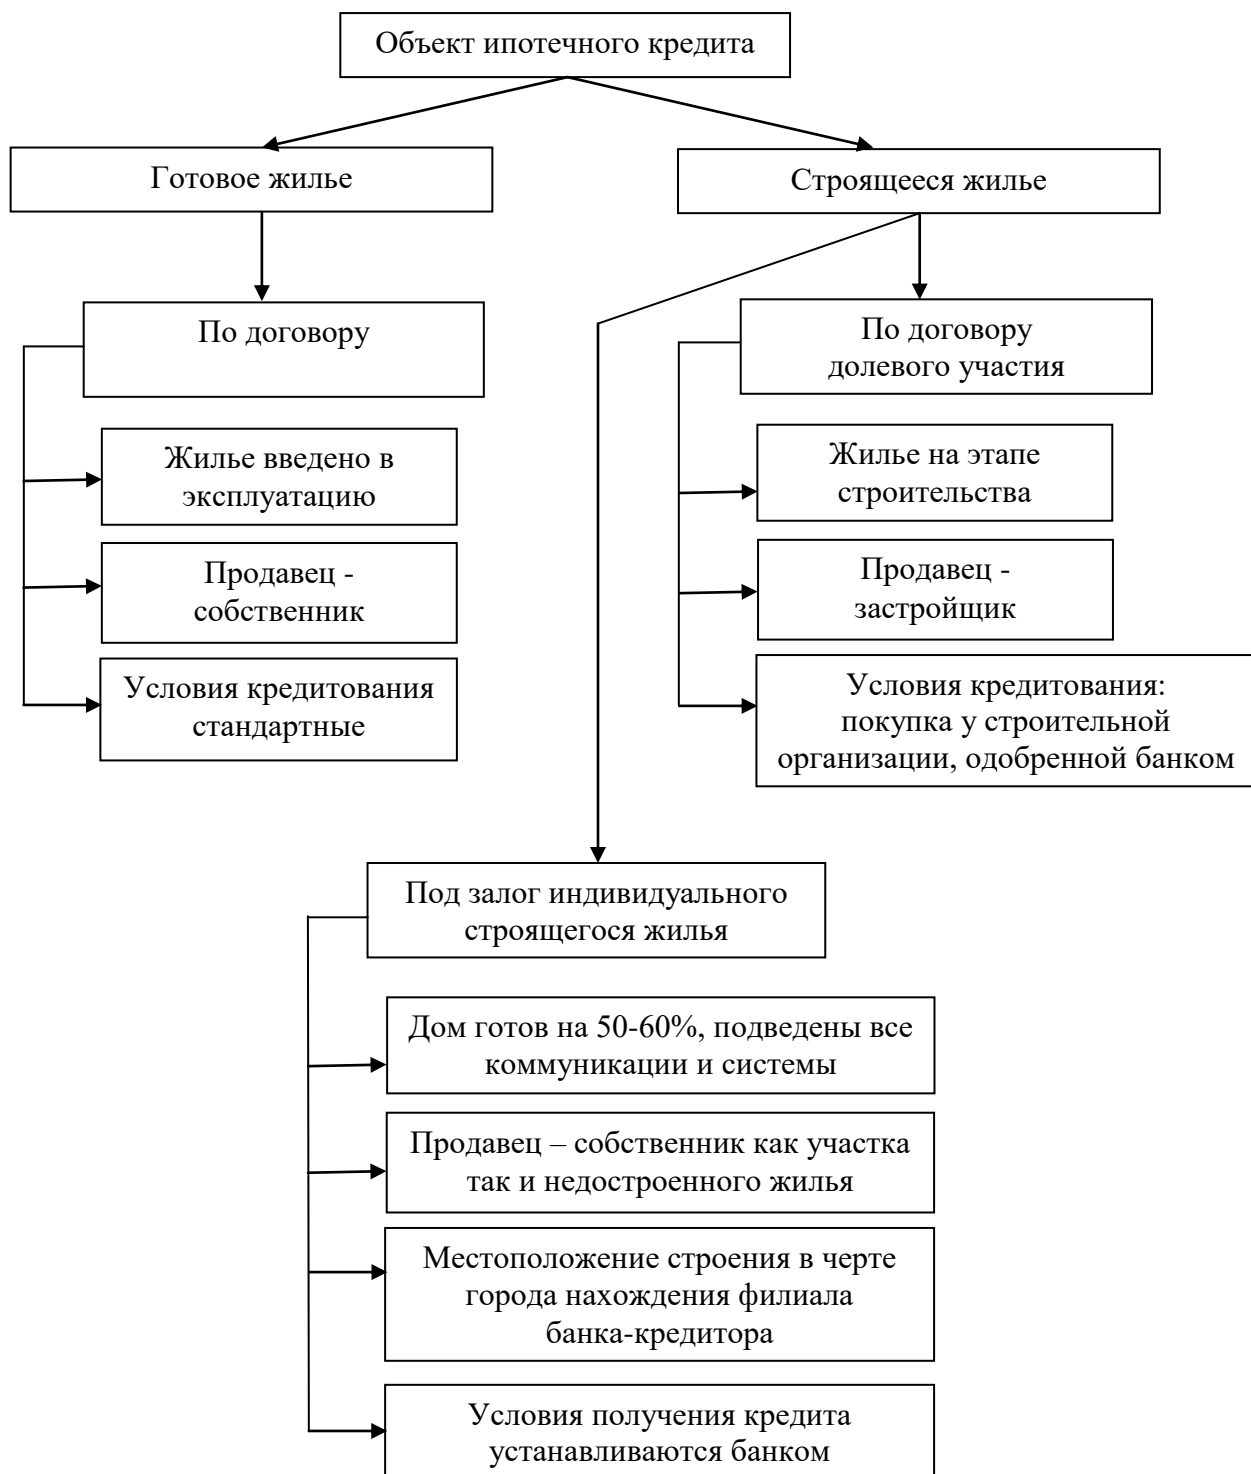 Объект ипотечного кредита
Готовое жилье
Строящееся жилье
По договору
По договору
долевого участия
Жилье введено в
эксплуатацию
Продавец -
собственник
Условия кредитования
стандартные
Жилье на этапе
строительства
Продавец -
застройщик
Условия кредитования:
покупка у строительной
организации, одобренной банком
Под залог индивидуального
строящегося жилья
Дом готов на 50-60%, подведены все
коммуникации и системы
Продавец – собственник как участка
так и недостроенного жилья
Местоположение строения в черте
города нахождения филиала
банка-кредитора
Условия получения кредита
устанавливаются банком